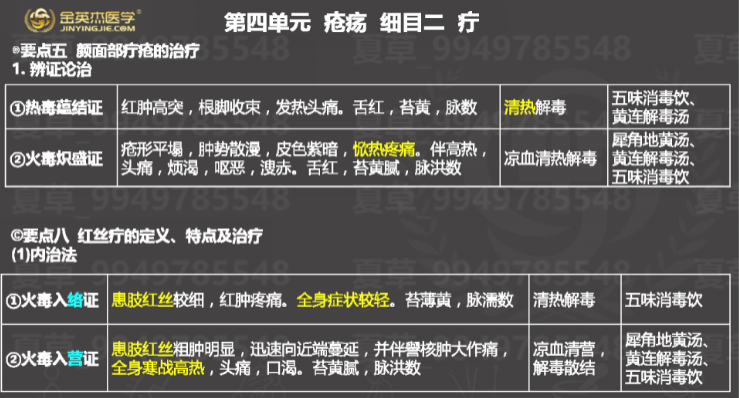 金英杰医学®
JINYINGJIE.COM
第四单元 疮疡 细目二 疔
®要点五 颜面部疔疮的治疗
1. 辨证论治
①热毒蕴结证
红肿高突，根脚收束，发热头痛。舌红，苔黄，脉数
清热解毒
五味消毒饮、
黄连解毒汤
②火毒炽盛证
疮形平塌，肿势散漫，皮色紫暗，焮热疼痛。伴高热，
头痛，烦渴，呕恶，溲赤。舌红，苔黄腻，脉洪数
凉血清热解毒
犀角地黄汤、
黄连解毒汤、
五味消毒饮
©要点八 红丝疔的定义、特点及治疗
(1)内治法
①火毒入络证
患肢红丝较细，红肿疼痛。全身症状较轻。苔薄黄，脉濡数
清热解毒
五味消毒饮
②火毒入营证
患肢红丝粗肿明显，迅速向近端蔓延，并伴臀核肿大作痛，
全身寒战高热，头痛，口渴。苔黄腻，脉洪数
凉血清营，
解毒散结
犀角地黄汤、
黄连解毒汤、
五味消毒饮
夏草_9949785548